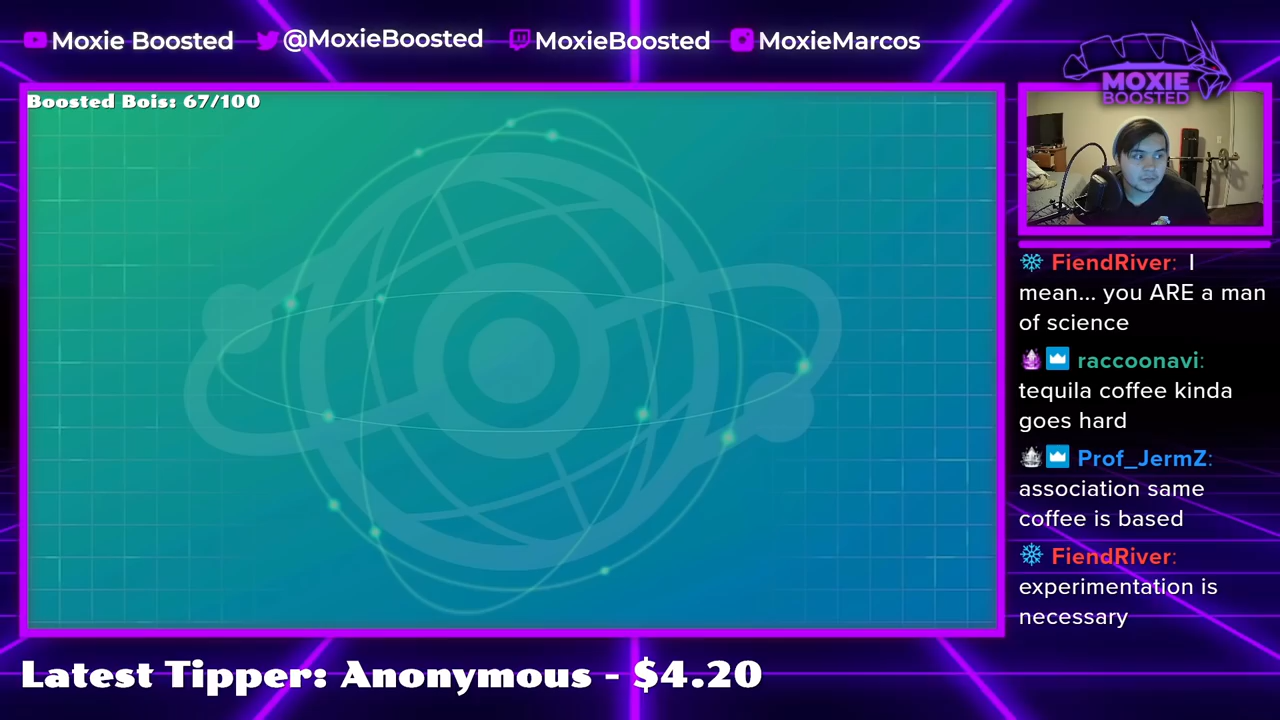 Moxie Boosted
@MoxieBoosted
MoxieBoosted
MoxieMarcos
MOXIE
BOOSTED
Boosted Bois: 67/100
FiendRiver: I
mean... you ARE a man
of science
raccoonavi:
tequila coffee kinda
goes hard
Prof_JermZ:
association same
coffee is based
FiendRiver:
experimentation is
necessary
Latest Tipper: Anonymous - $4.20